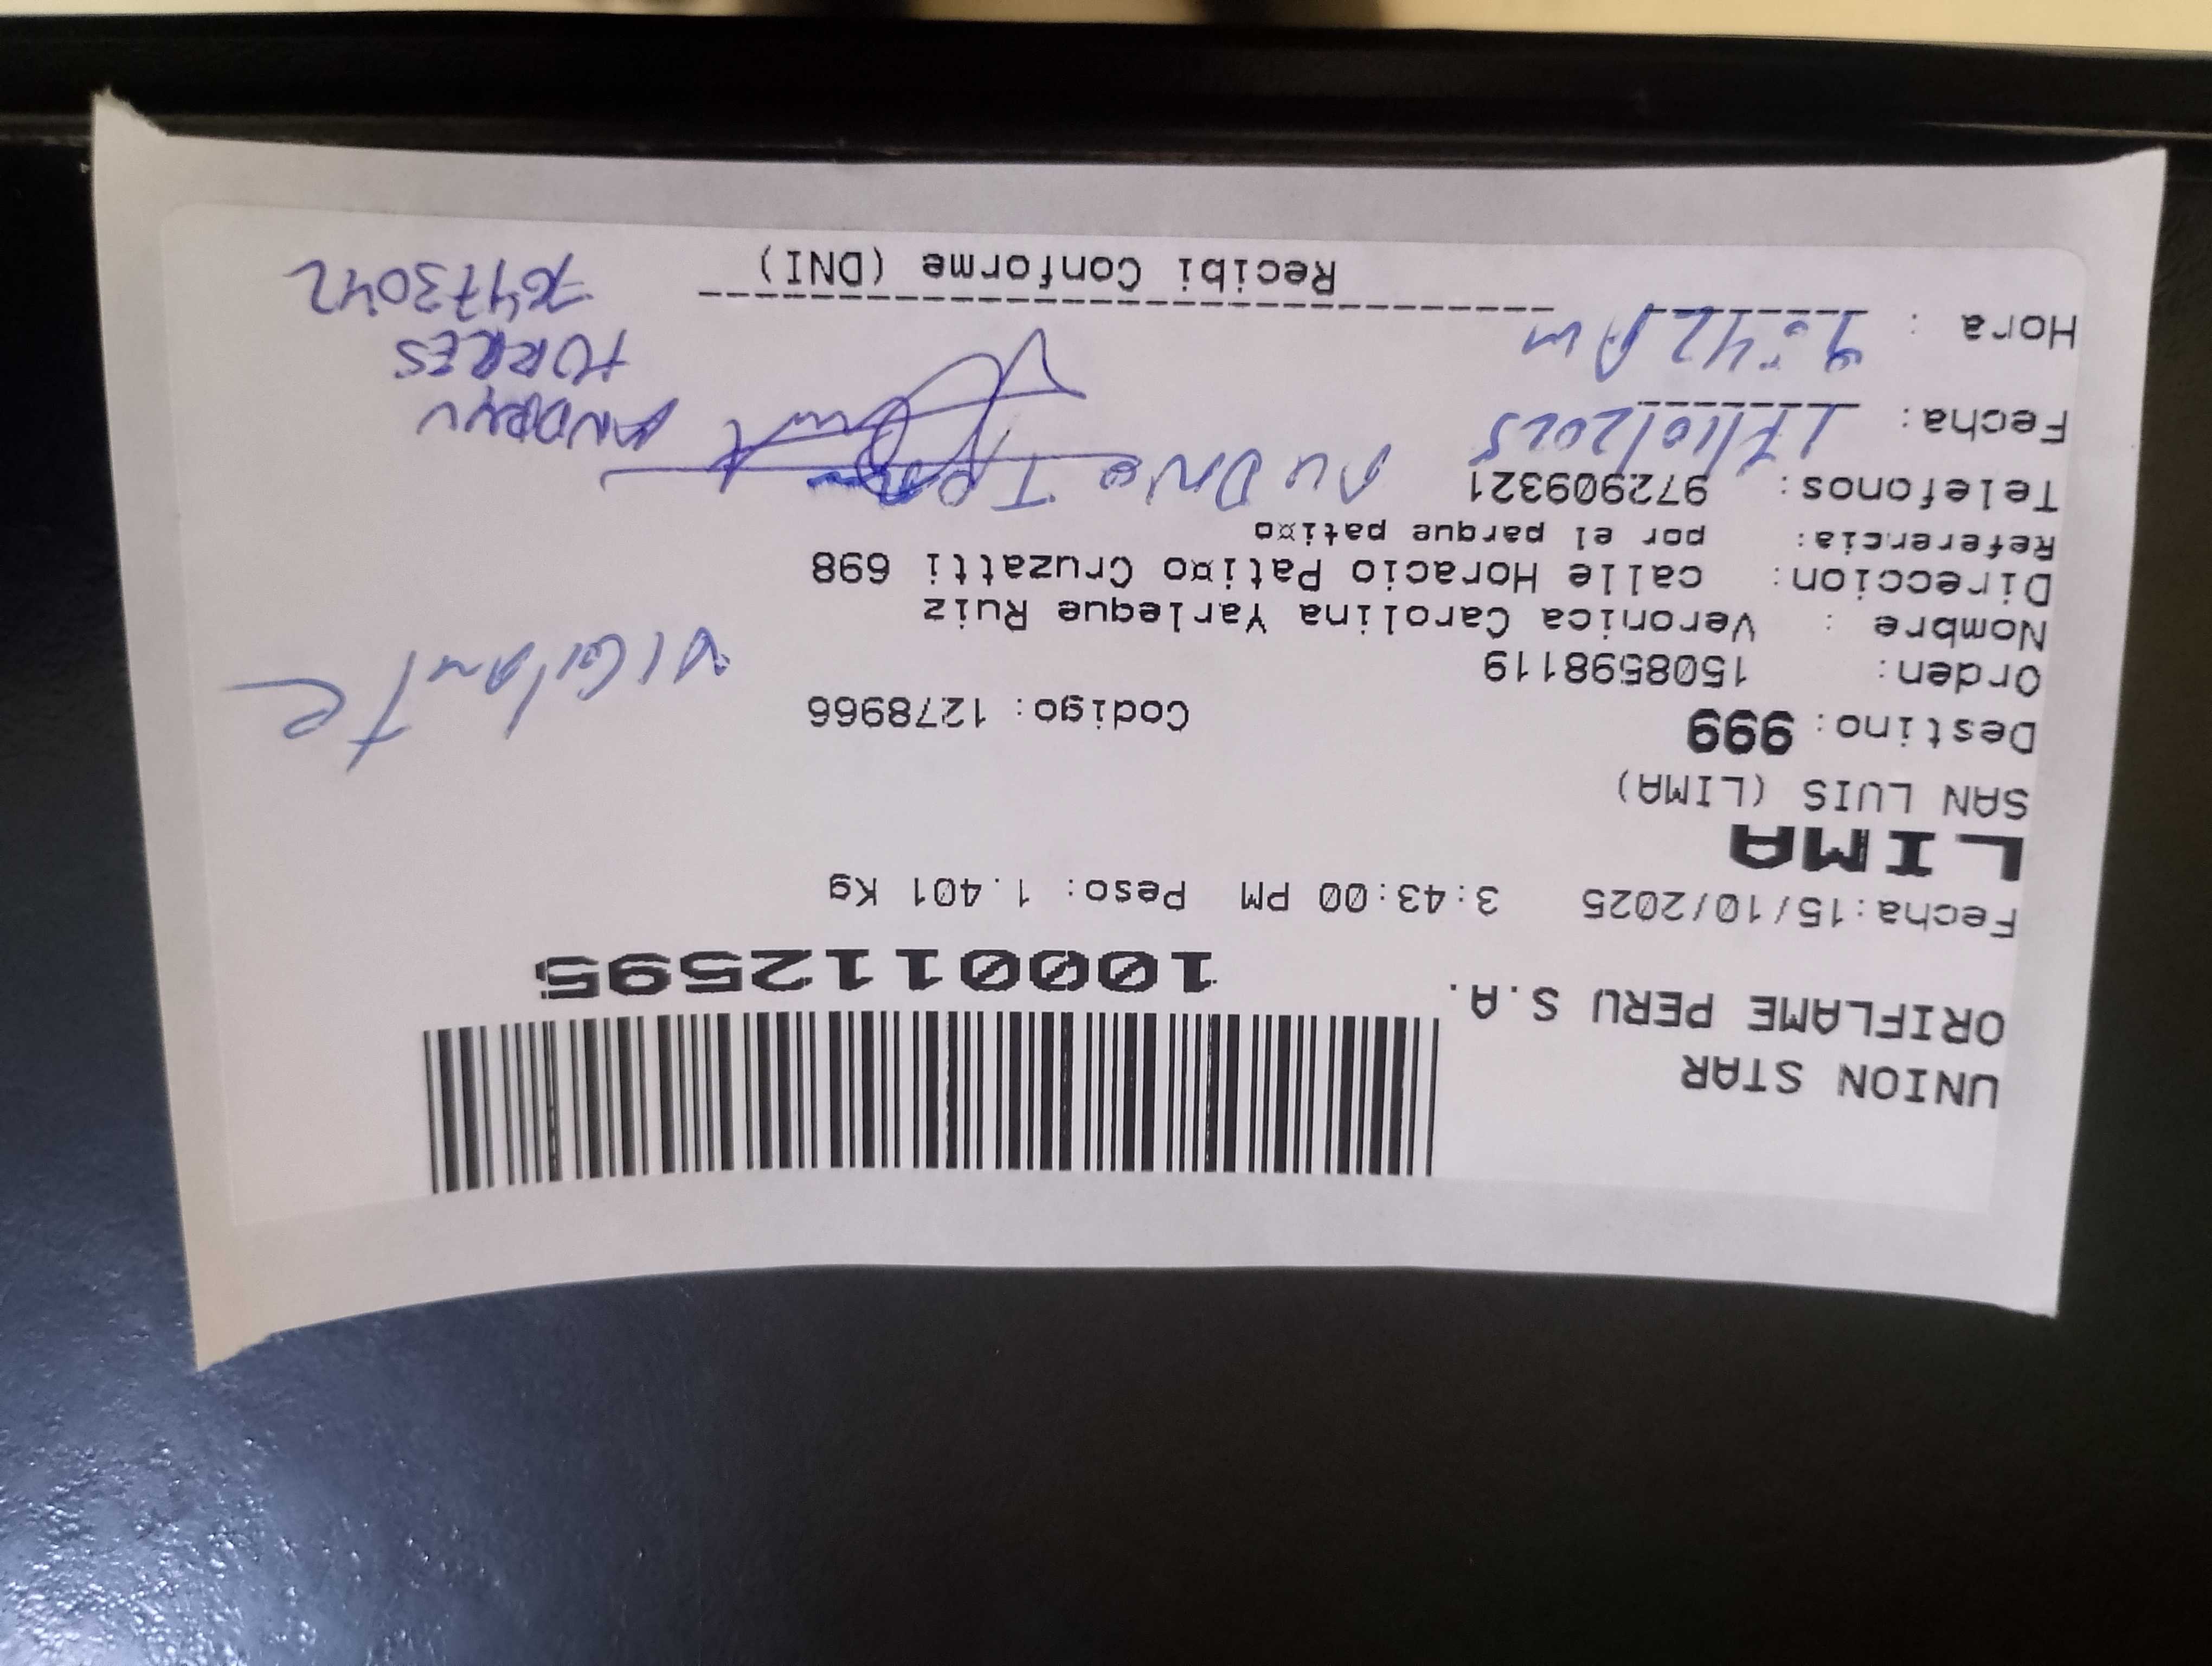 UNION STAR
ORIFLAME PERU S.A.
1000112595
Fecha:15/10/2025 3:43:00 PM Peso: 1.401 Kg
LIMA
SAN LUIS (LIMA)
Destino: 999 Codigo: 1278966
Orden: 1508598119
VIGIlanTe
Nombre : Veronica Carolina Yarleque Ruiz
Direccion: calle Horacio Pati¤o Cruzatti 698
Referencia: por el parque pati¤o
Telefonos: 972909321
Fecha: 17/10/2025
Hora : 9:42 AM
ANDRYU
TORRES
76473042
Recibi Conforme (DNI)